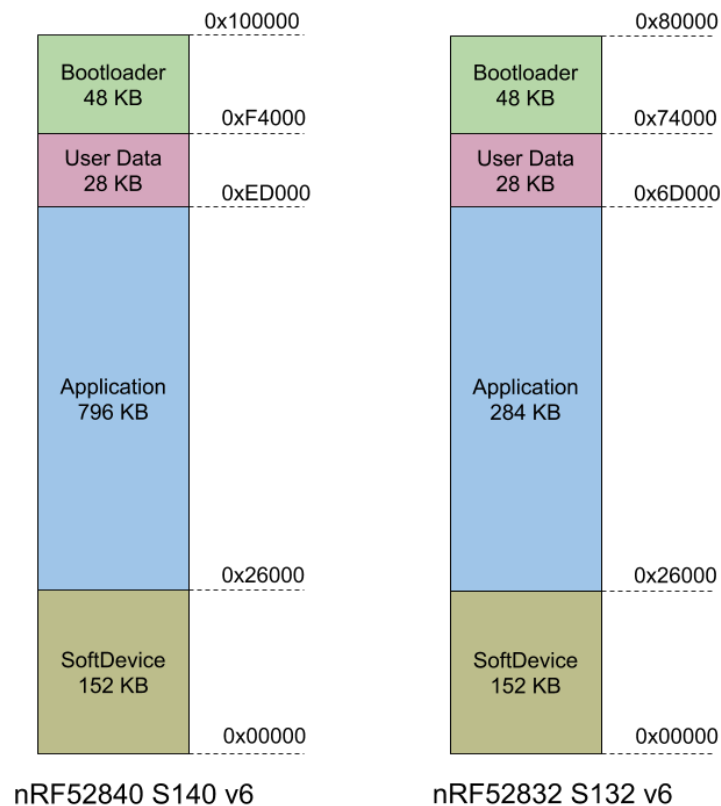 0x100000
Bootloader
48 KB
0xF4000
User Data
28 KB
0xED000
Application
796 KB
0x26000
SoftDevice
152 KB
0x00000
nRF52840 S140 v6
0x80000
Bootloader
48 KB
0x74000
User Data
28 KB
0x6D000
Application
284 KB
0x26000
SoftDevice
152 KB
0x00000
nRF52832 S132 v6